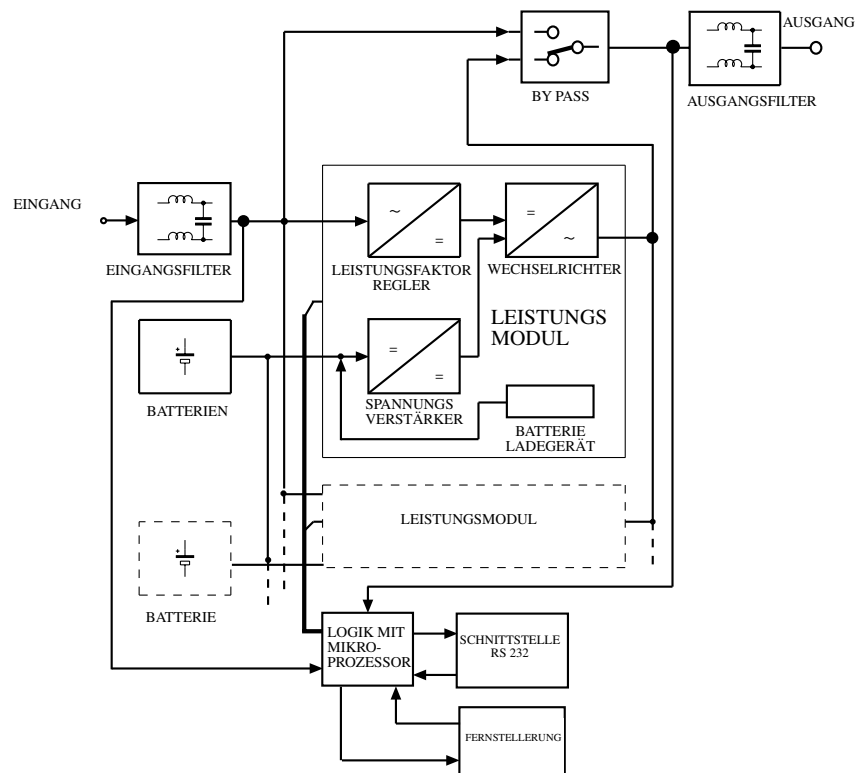 AUSGANG
BY PASS
AUSGANGSFILTER
EINGANG
EINGANGSFILTER
~
=
LEISTUNGSFAKTOR
REGLER
=
~
WECHSELRICHTER
LEISTUNGS
MODUL
+
BATTERIEN
=
=
SPANNUNGS
VERSTÄRKER
BATTERIE
LADEGERÄT
LEISTUNGSMODUL
+
BATTERIE
LOGIK MIT
MIKRO-
PROZESSOR
SCHNITTSTELLE
RS 232
FERNSTELLERUNG